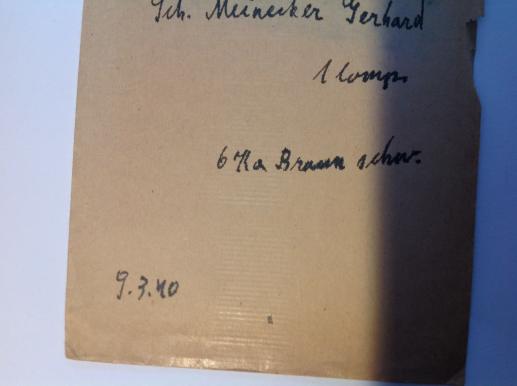 Sch. Meinecker Gerhard
1 Comp.
6 Ka Braun schw.
9.3.40